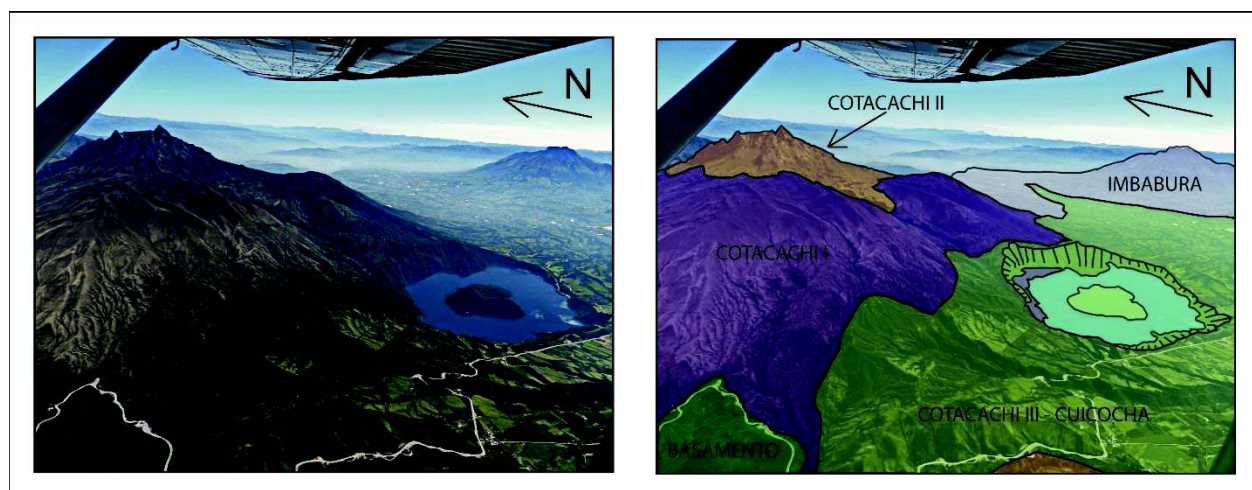 N
N
COTACACHI II
IMBABURA
COTACACHI I
COTACACHI III - CUICOCHA
BASAMENTO